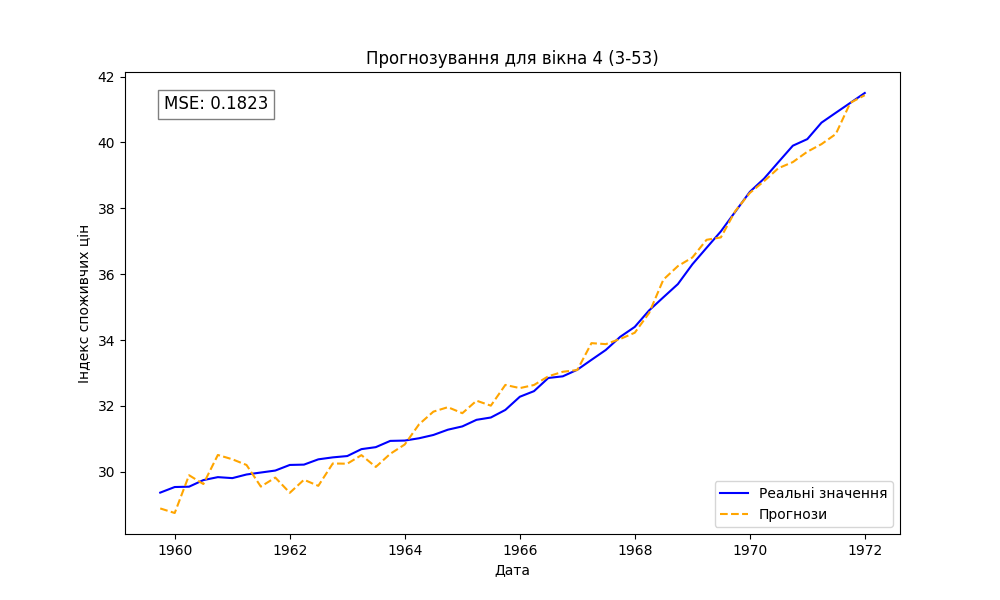 Прогнозування для вікна 4 (3-53)
MSE: 0.1823
Індекс споживчих цін
42
40
38
36
34
32
30
Реальні значення
Прогнози
1960 1962 1964 1966 1968 1970 1972
Дата